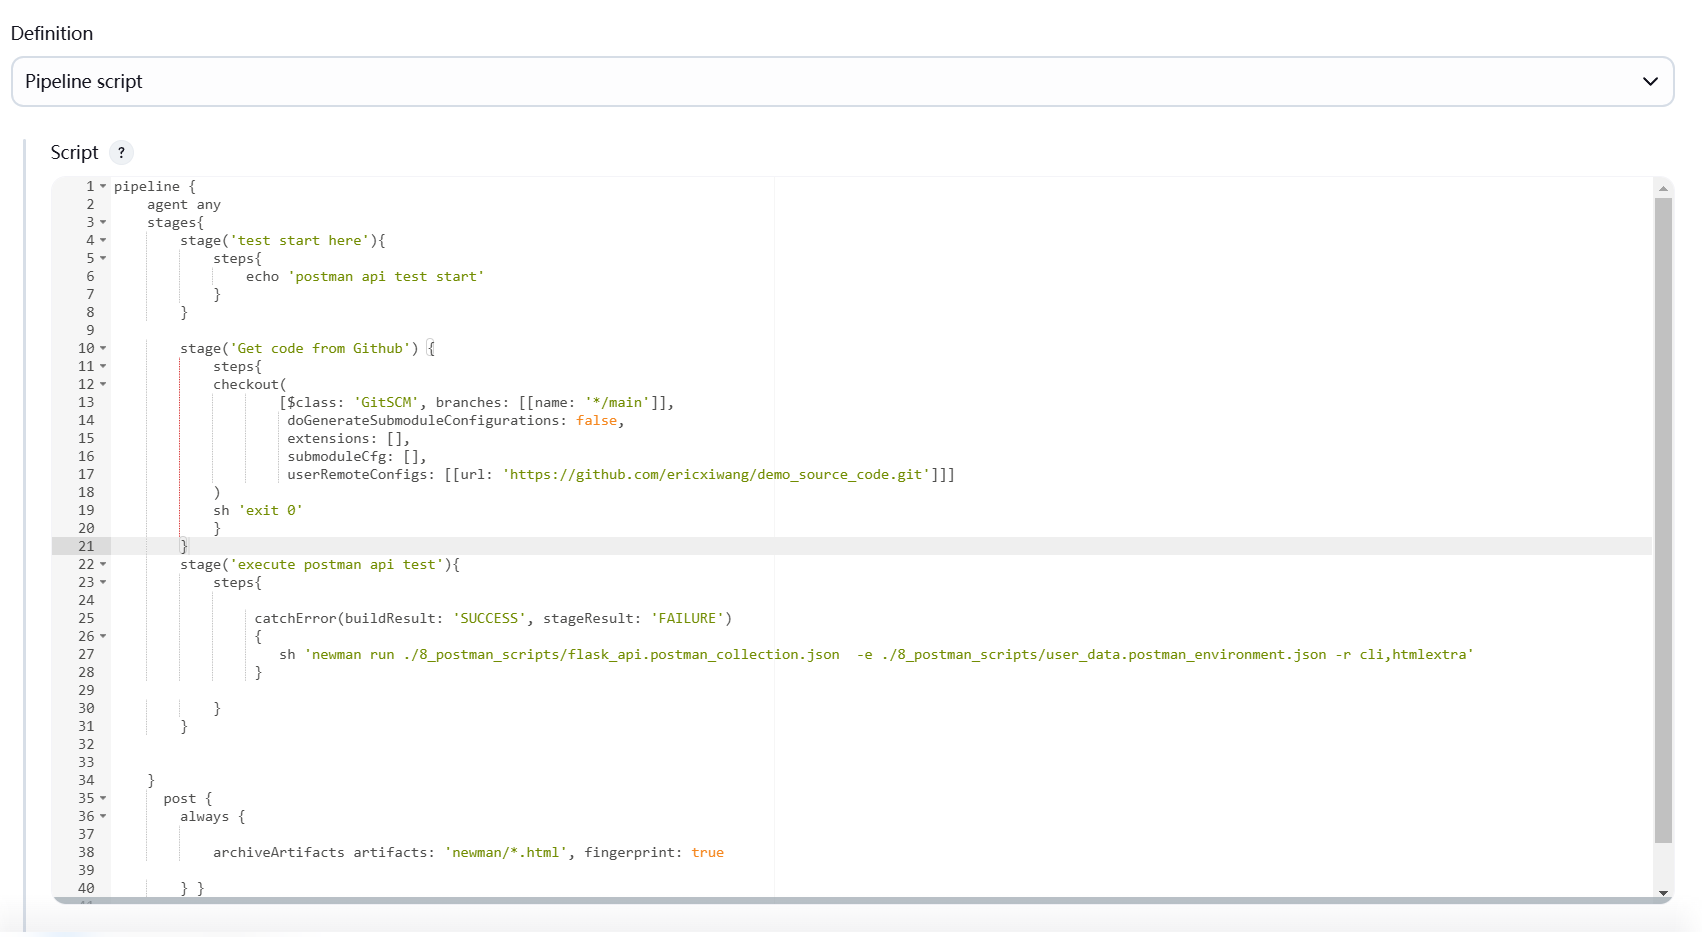 Definition
Pipeline script
Script ?
1 pipeline {
2     agent any
3     stages{
4         stage('test start here'){
5             steps{
6                 echo 'postman api test start'
7             }
8         }
9
10         stage('Get code from Github') {
11             steps{
12             checkout(
13                     [$class: 'GitSCM', branches: [[name: '*/main']],
14                      doGenerateSubmoduleConfigurations: false,
15                      extensions: [],
16                      submoduleCfg: [],
17                      userRemoteConfigs: [[url: 'https://github.com/ericxiwang/demo_source_code.git']]]
18             )
19             sh 'exit 0'
20             }
21         }
22         stage('execute postman api test'){
23             steps{
24
25                  catchError(buildResult: 'SUCCESS', stageResult: 'FAILURE')
26                  {
27                     sh 'newman run ./8_postman_scripts/flask_api.postman_collection.json  -e ./8_postman_scripts/user_data.postman_environment.json -r cli,htmlextra'
28                  }
29
30             }
31         }
32
33
34     }
35       post {
36         always {
37
38             archiveArtifacts artifacts: 'newman/*.html', fingerprint: true
39
40         } }